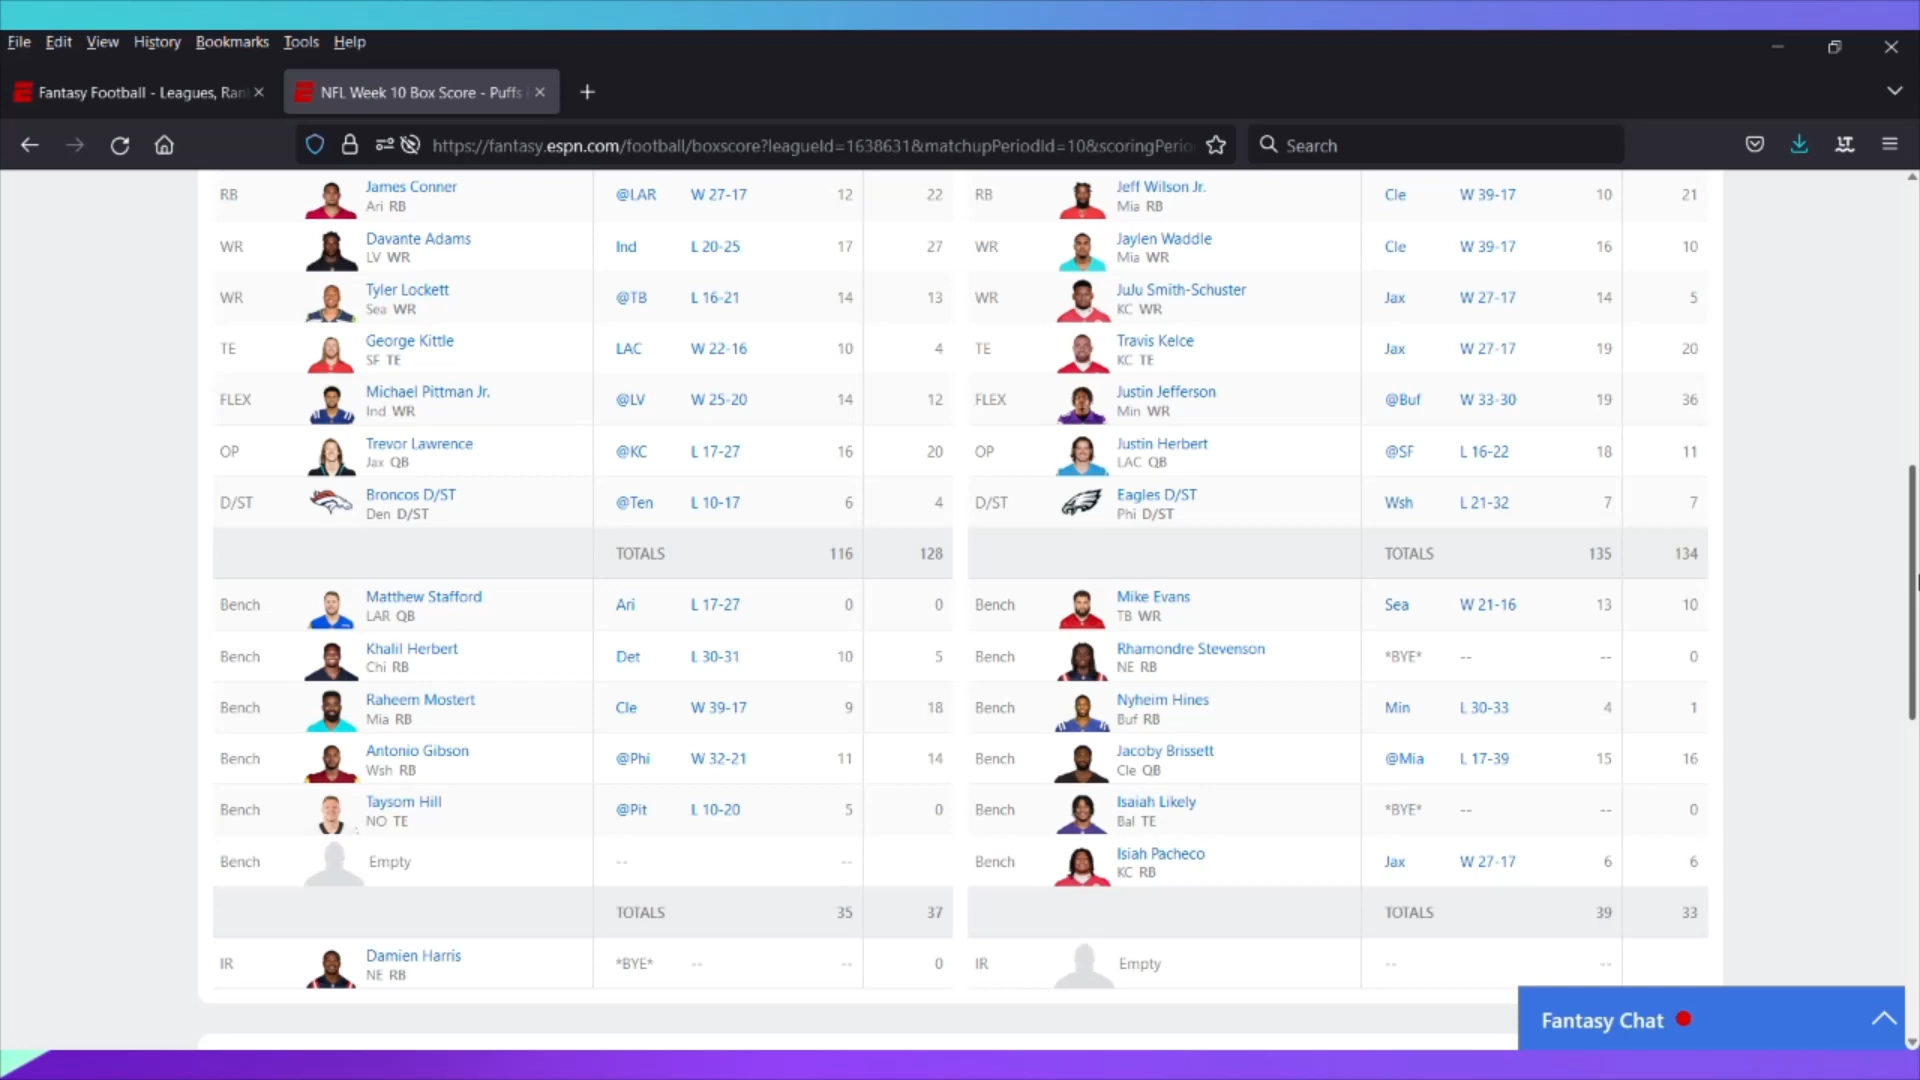 File Edit View History Bookmarks Tools Help
Fantasy Football - Leagues, Ran
NFL Week 10 Box Score - Puffs
https://fantasy.espn.com/football/boxscore?leagueId=1638631&matchupPeriodId=10&scoringPerio
Search
RB James Conner @LAR W 27-17 12 22 RB Jeff Wilson Jr. Cle W 39-17 10 21
Ari RB Mia RB
WR Davante Adams Ind L 20-25 17 27 WR Jaylen Waddle Cle W 39-17 16 10
LV WR Mia WR
WR Tyler Lockett @TB L 16-21 14 13 WR JuJu Smith-Schuster Jax W 27-17 14 5
Sea WR KC WR
TE George Kittle LAC W 22-16 10 4 TE Travis Kelce Jax W 27-17 19 20
SF TE KC TE
FLEX Michael Pittman Jr. @LV W 25-20 14 12 FLEX Justin Jefferson @Buf W 33-30 19 36
Ind WR Min WR
OP Trevor Lawrence @KC L 17-27 16 20 OP Justin Herbert @SF L 16-22 18 11
Jax QB LAC QB
D/ST Broncos D/ST @Ten L 10-17 6 4 D/ST Eagles D/ST Wsh L 21-32 7 7
Den D/ST Phi D/ST
TOTALS 116 128 TOTALS 135 134
Bench Matthew Stafford Ari L 17-27 0 0 Bench Mike Evans Sea W 21-16 13 10
LAR QB TB WR
Bench Khalil Herbert Det L 30-31 10 5 Bench Rhamondre Stevenson *BYE* -- -- 0
Chi RB NE RB
Bench Raheem Mostert Cle W 39-17 9 18 Bench Nyheim Hines Min L 30-33 4 1
Mia RB Buf RB
Bench Antonio Gibson @Phi W 32-21 11 14 Bench Jacoby Brissett @Mia L 17-39 15 16
Wsh RB Cle QB
Bench Taysom Hill @Pit L 10-20 5 0 Bench Isaiah Likely *BYE* -- -- 0
NO TE Bal TE
Bench Empty -- -- Bench Isiah Pacheco Jax W 27-17 6 6
KC RB
TOTALS 35 37 TOTALS 39 33
IR Damien Harris *BYE* -- -- 0 IR Empty -- --
NE RB
Fantasy Chat